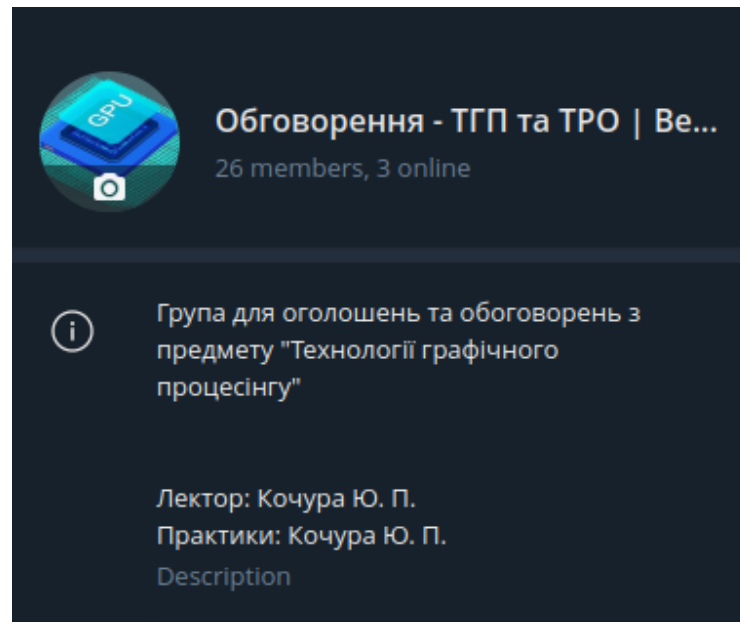 GPU
Обговорення - ТГП та ТРО | Ве...
26 members, 3 online
Група для оголошень та обоговорень з
предмету "Технології графічного
процесінгу"
Лектор: Кочура Ю. П.
Практики: Кочура Ю. П.
Description